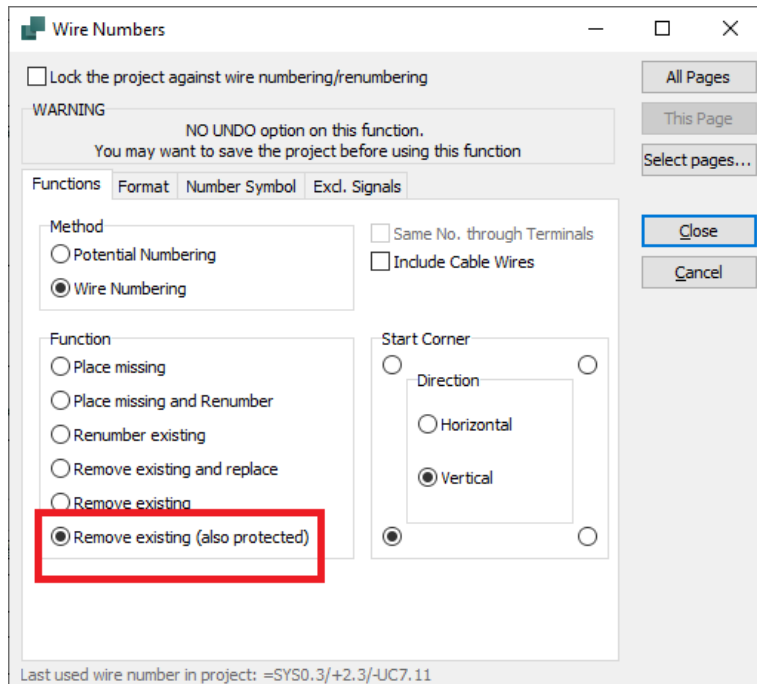 Wire Numbers
Lock the project against wire numbering/renumbering
All Pages
WARNING
NO UNDO option on this function.
You may want to save the project before using this function
This Page
Select pages...
Functions
Format
Number Symbol
Excl. Signals
Close
Cancel
Method
Potential Numbering
Wire Numbering
Same No. through Terminals
Include Cable Wires
Function
Place missing
Place missing and Renumber
Renumber existing
Remove existing and replace
Remove existing
Remove existing (also protected)
Start Corner
Direction
Horizontal
Vertical
Last used wire number in project: =SYS0.3/+2.3/-UC7.11